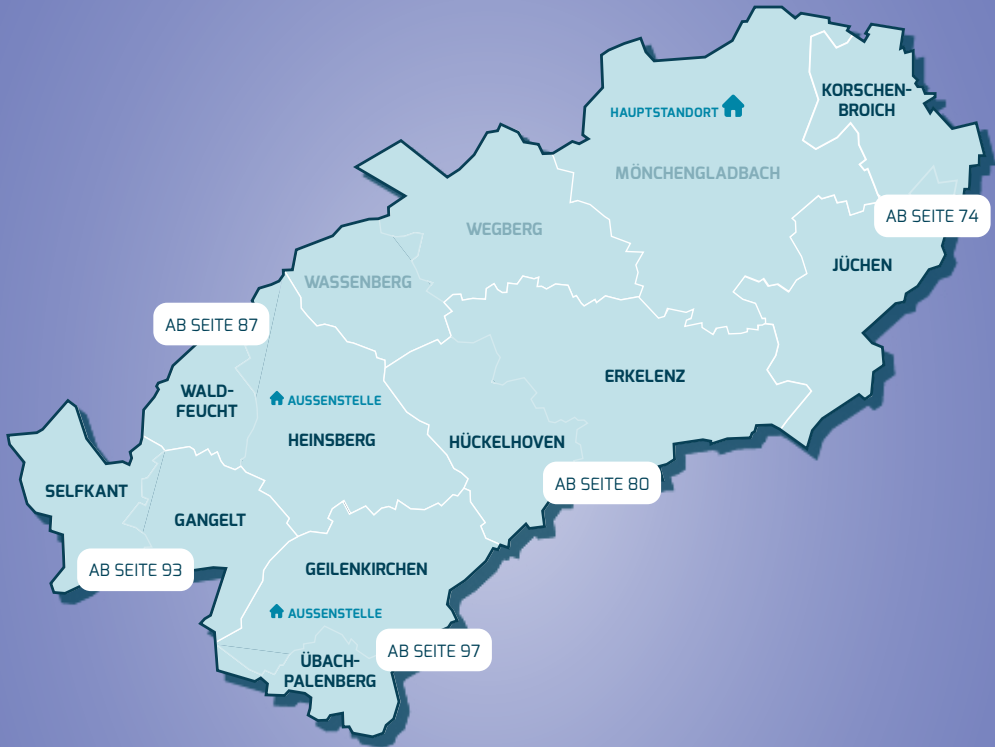 KORSCHEN-
BROICH
HAUPTSTANDORT
MÖNCHENGLADBACH
AB SEITE 74
WEGBERG
JÜCHEN
WASSENBERG
AB SEITE 87
ERKELENZ
WALD-
FEUCHT
AUSSENSTELLE
HEINSBERG
HÜCKELHOVEN
AB SEITE 80
SELFKANT
GANGELT
AB SEITE 93
GEILENKIRCHEN
AUSSENSTELLE
AB SEITE 97
ÜBACH-
PALENBERG